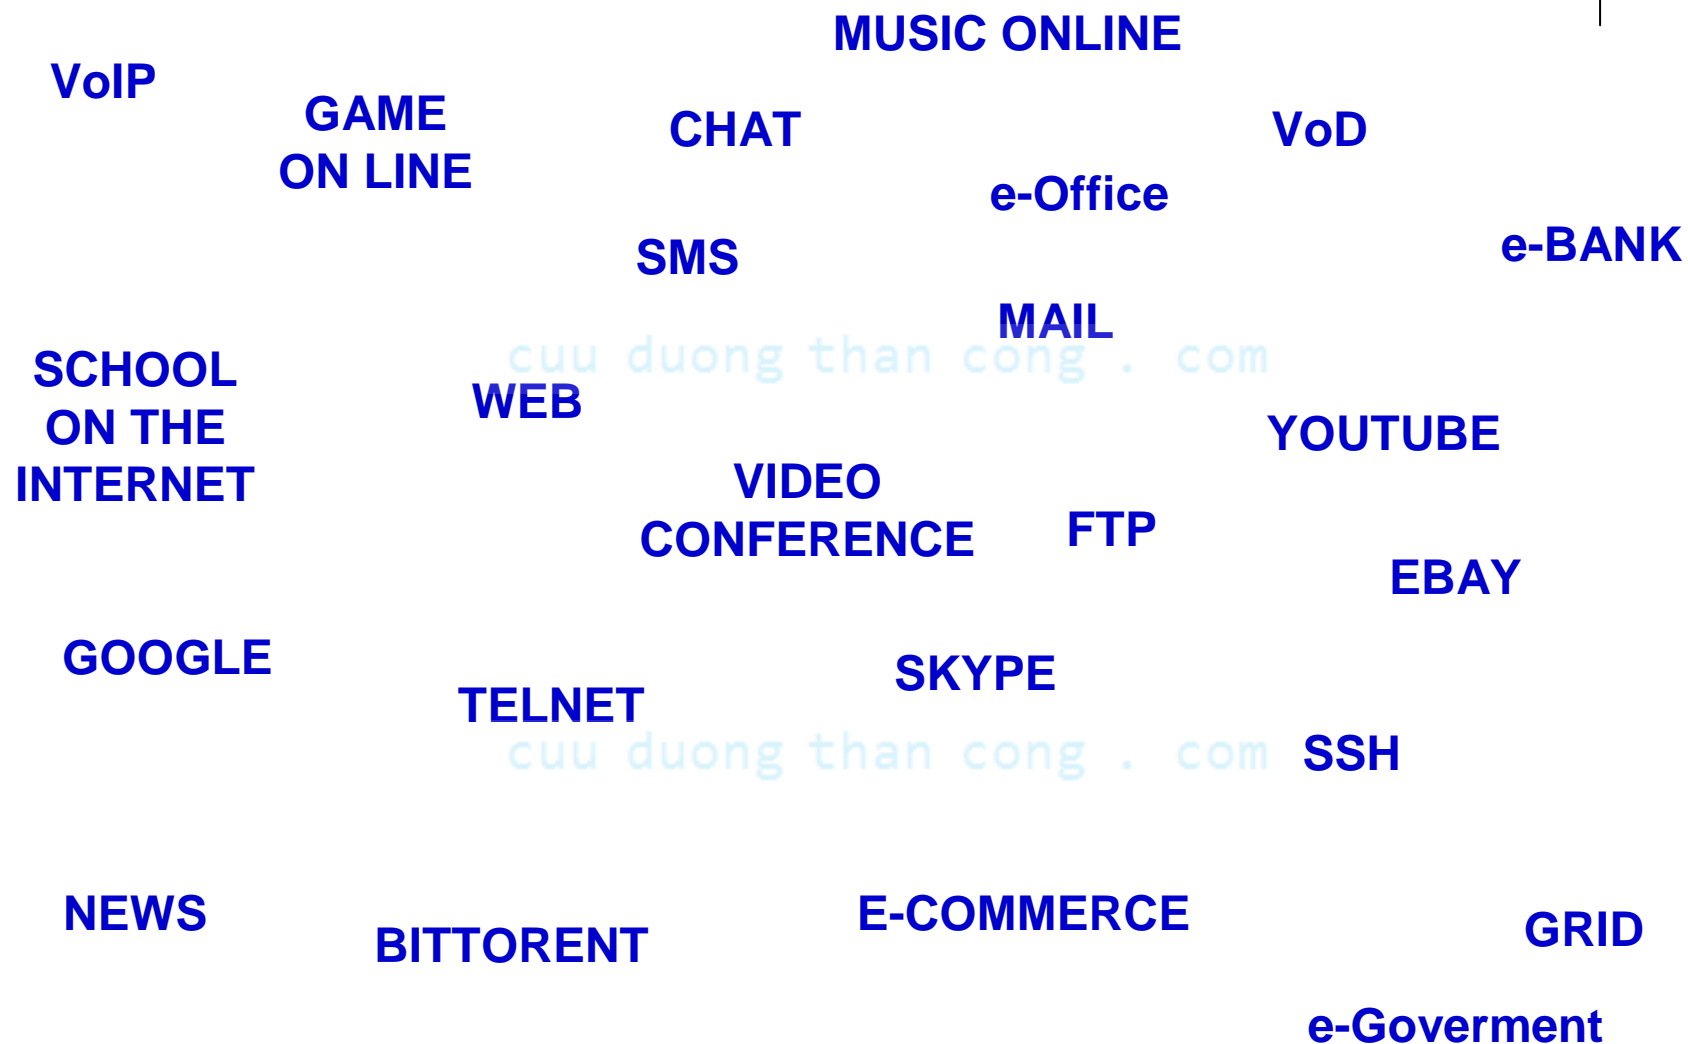 MUSIC ONLINE
VoIP
GAME
ON LINE
CHAT
VoD
e-Office
e-BANK
SMS
MAIL
cuu duong than cong . com
SCHOOL
ON THE
INTERNET
WEB
YOUTUBE
VIDEO
CONFERENCE
FTP
EBAY
GOOGLE
SKYPE
TELNET
cuu duong than cong . com
SSH
NEWS
BITTORENT
E-COMMERCE
GRID
e-Goverment